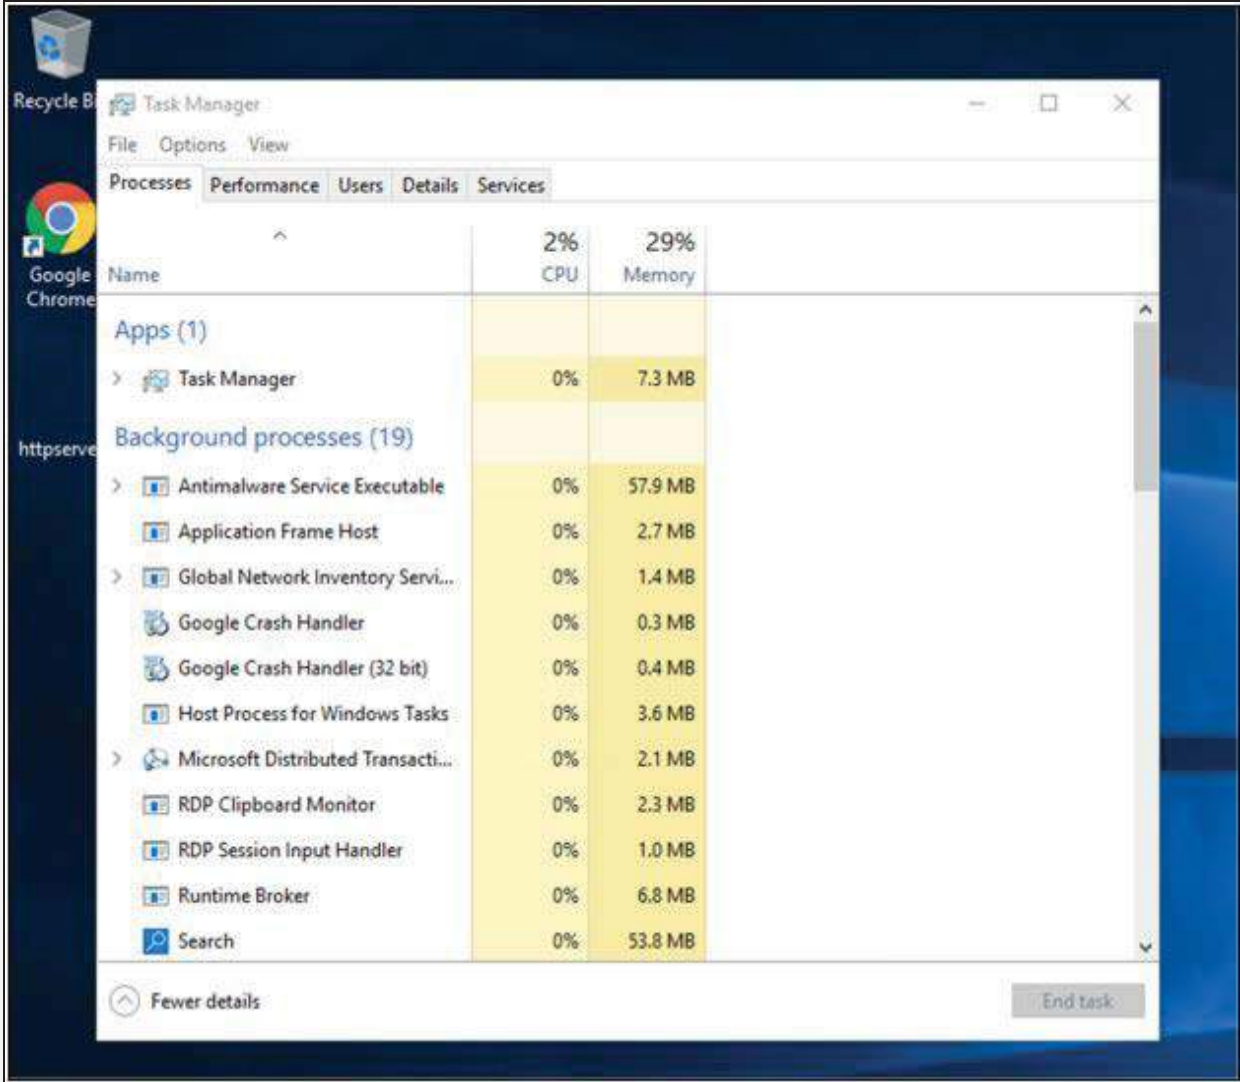 Recycle Bi
Task Manager
File Options View
Processes Performance Users Details Services
Google
Chrome
2% 29%
Name CPU Memory
Apps (1)
Task Manager 0% 7.3 MB
httpserve
Background processes (19)
Antimalware Service Executable 0% 57.9 MB
Application Frame Host 0% 2.7 MB
Global Network Inventory Servi... 0% 1.4 MB
Google Crash Handler 0% 0.3 MB
Google Crash Handler (32 bit) 0% 0.4 MB
Host Process for Windows Tasks 0% 3.6 MB
Microsoft Distributed Transacti... 0% 2.1 MB
RDP Clipboard Monitor 0% 2.3 MB
RDP Session Input Handler 0% 1.0 MB
Runtime Broker 0% 6.8 MB
Search 0% 53.8 MB
Fewer details End task